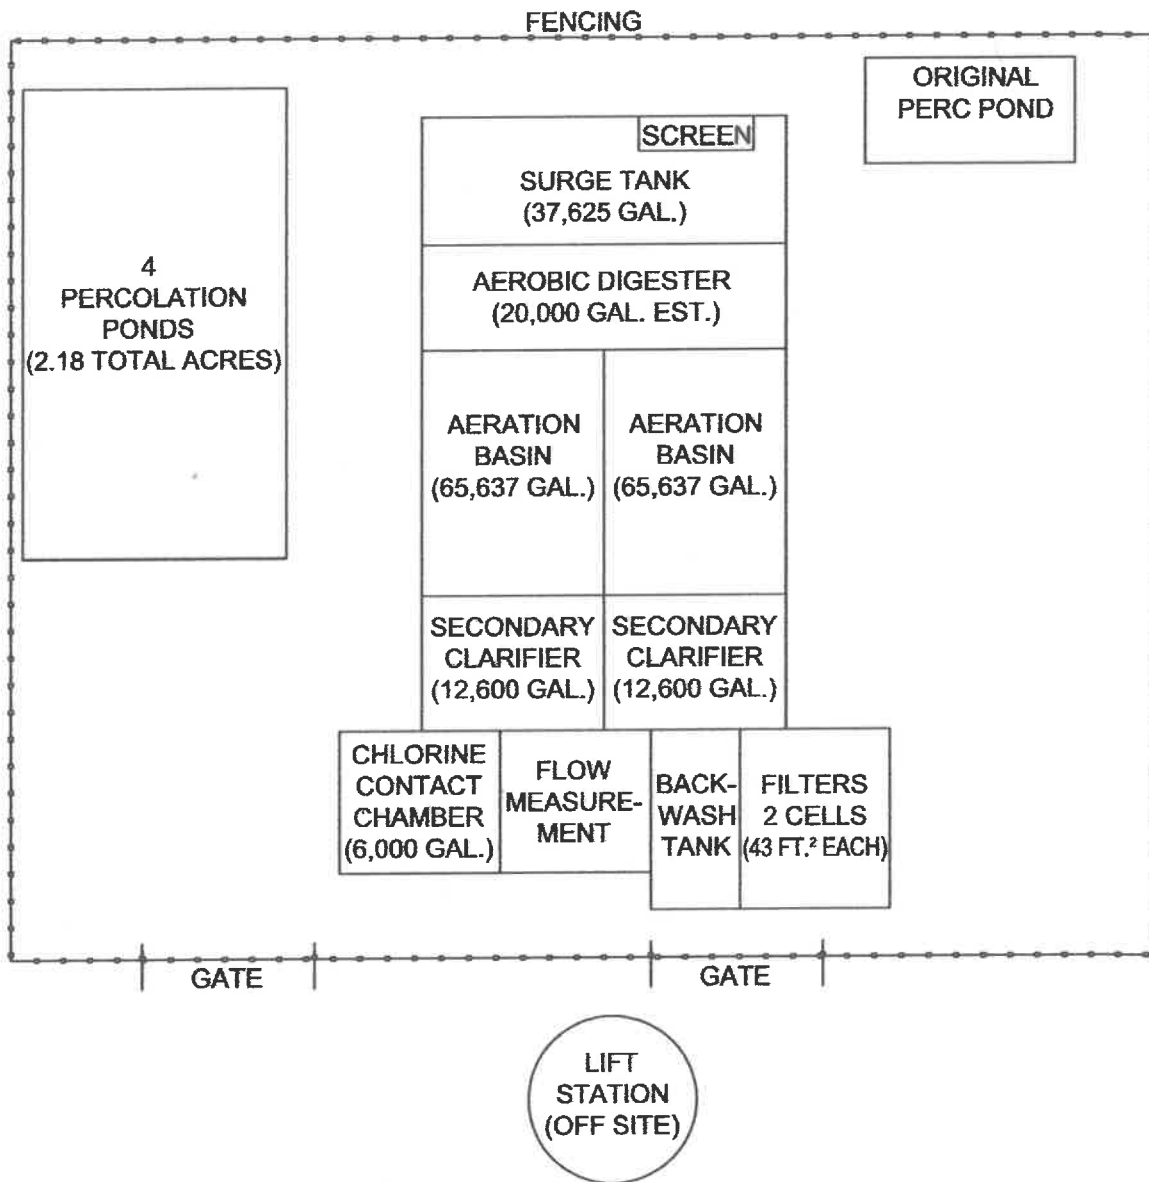 FENCING
ORIGINAL
PERC POND
SCREEN
SURGE TANK
(37,625 GAL.)
4
PERCOLATION
PONDS
(2.18 TOTAL ACRES)
AEROBIC DIGESTER
(20,000 GAL. EST.)
AERATION
BASIN
(65,637 GAL.)
AERATION
BASIN
(65,637 GAL.)
SECONDARY
CLARIFIER
(12,600 GAL.)
SECONDARY
CLARIFIER
(12,600 GAL.)
CHLORINE
CONTACT
CHAMBER
(6,000 GAL.)
FLOW
MEASURE-
MENT
BACK-
WASH
TANK
FILTERS
2 CELLS
(43 FT.² EACH)
GATE
GATE
LIFT
STATION
(OFF SITE)